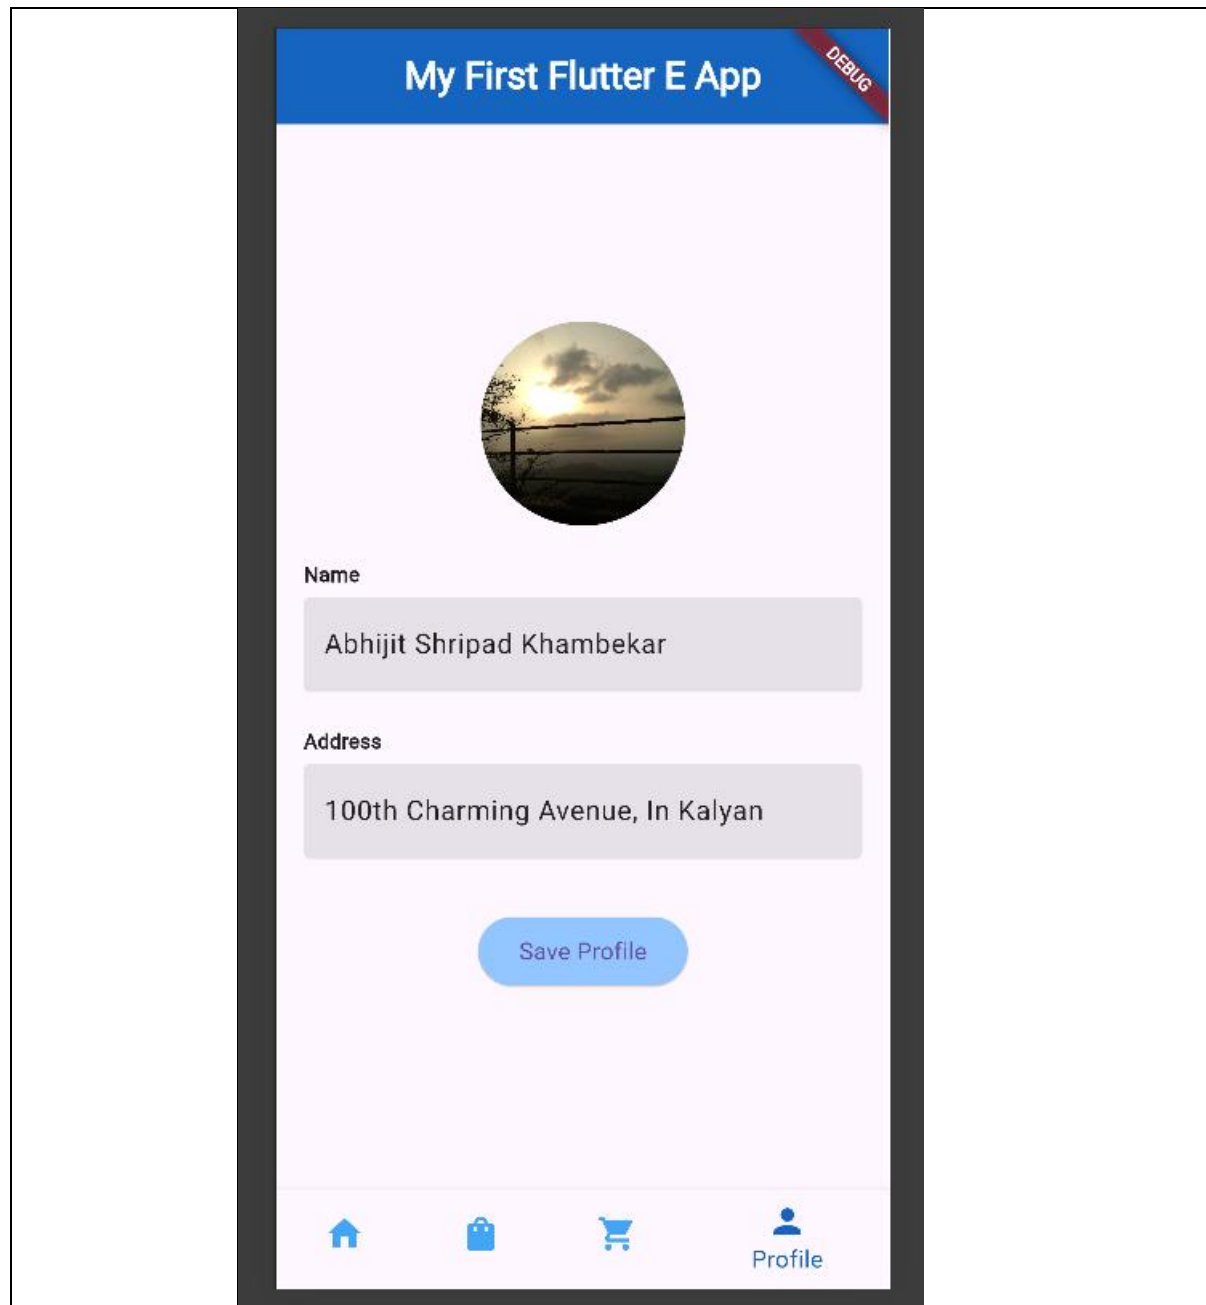 My First Flutter E App
DEBUG
Name
Abhijit Shripad Khambekar
Address
100th Charming Avenue, In Kalyan
Save Profile
Profile